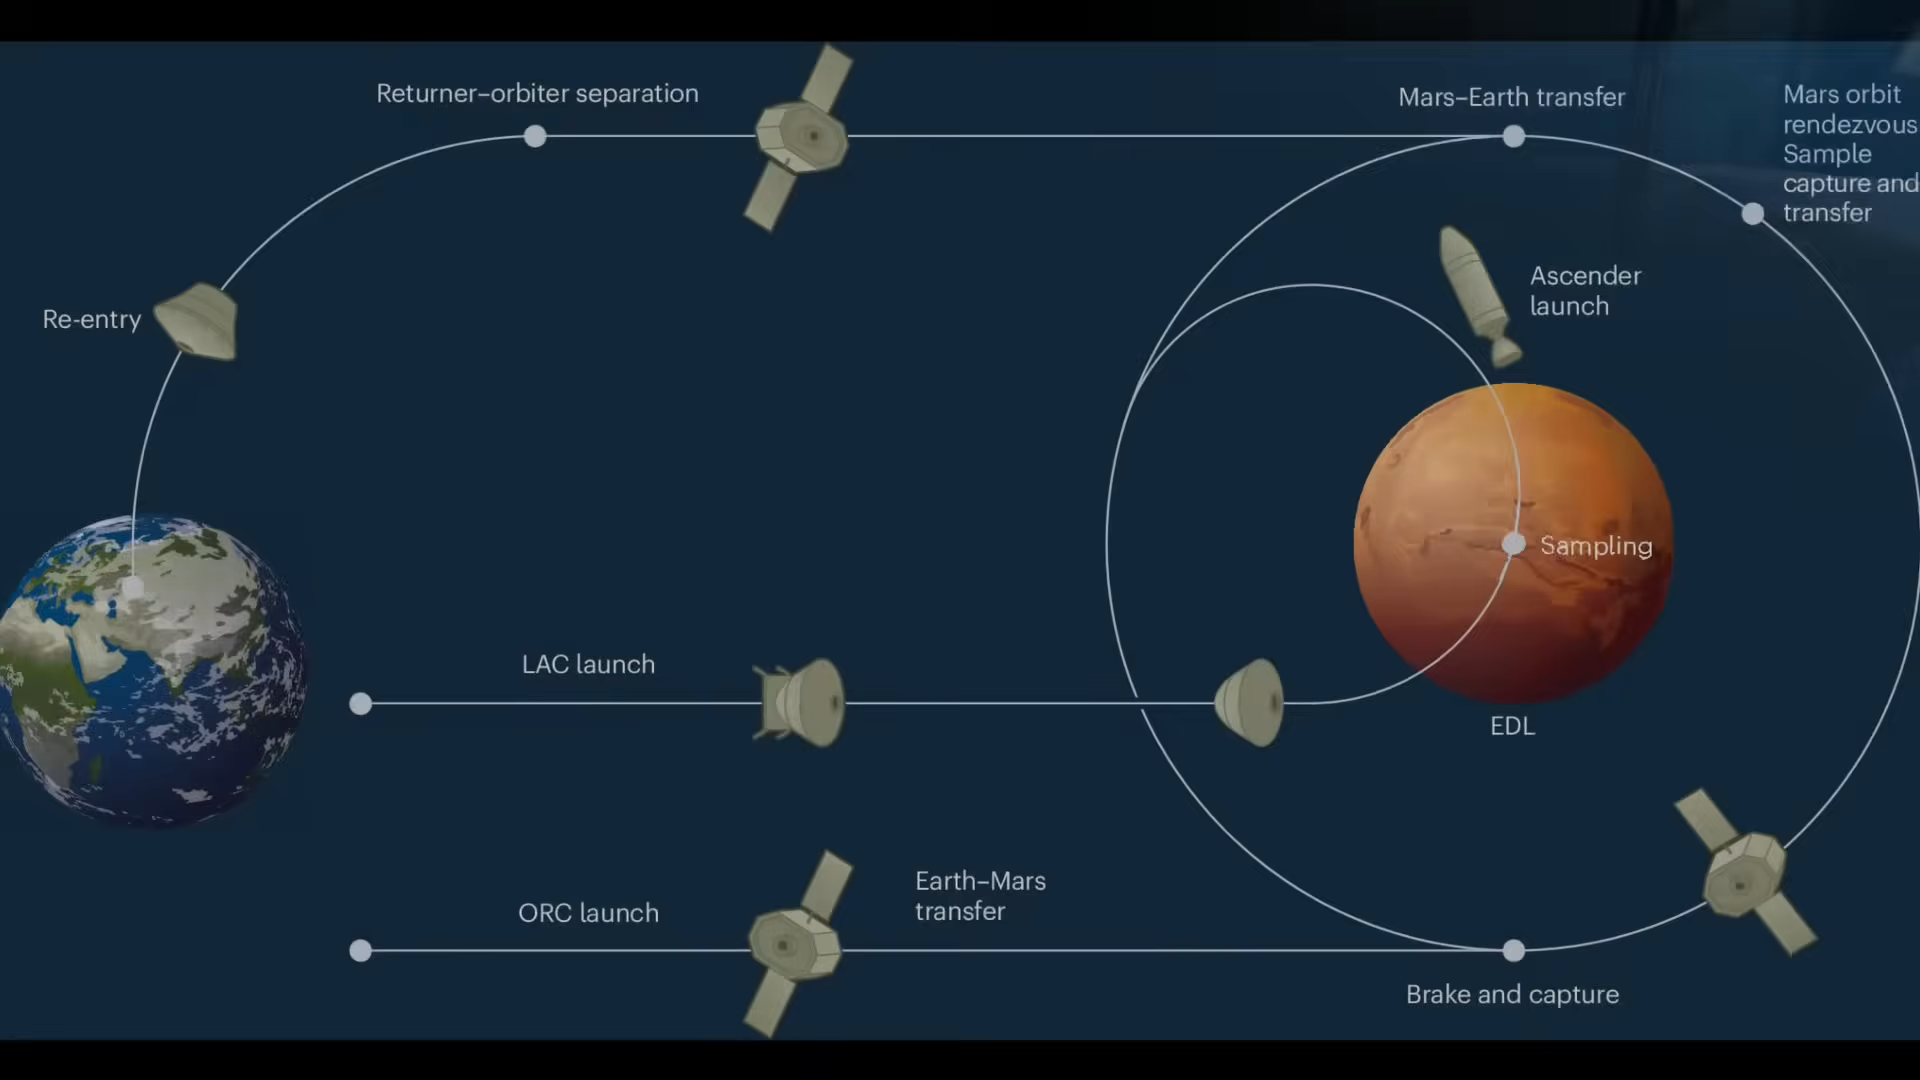 Returner–orbiter separation
Mars–Earth transfer
Mars orbit
rendezvous
Sample
capture and
transfer
Ascender
launch
Re-entry
Sampling
LAC launch
EDL
Earth–Mars
transfer
ORC launch
Brake and capture